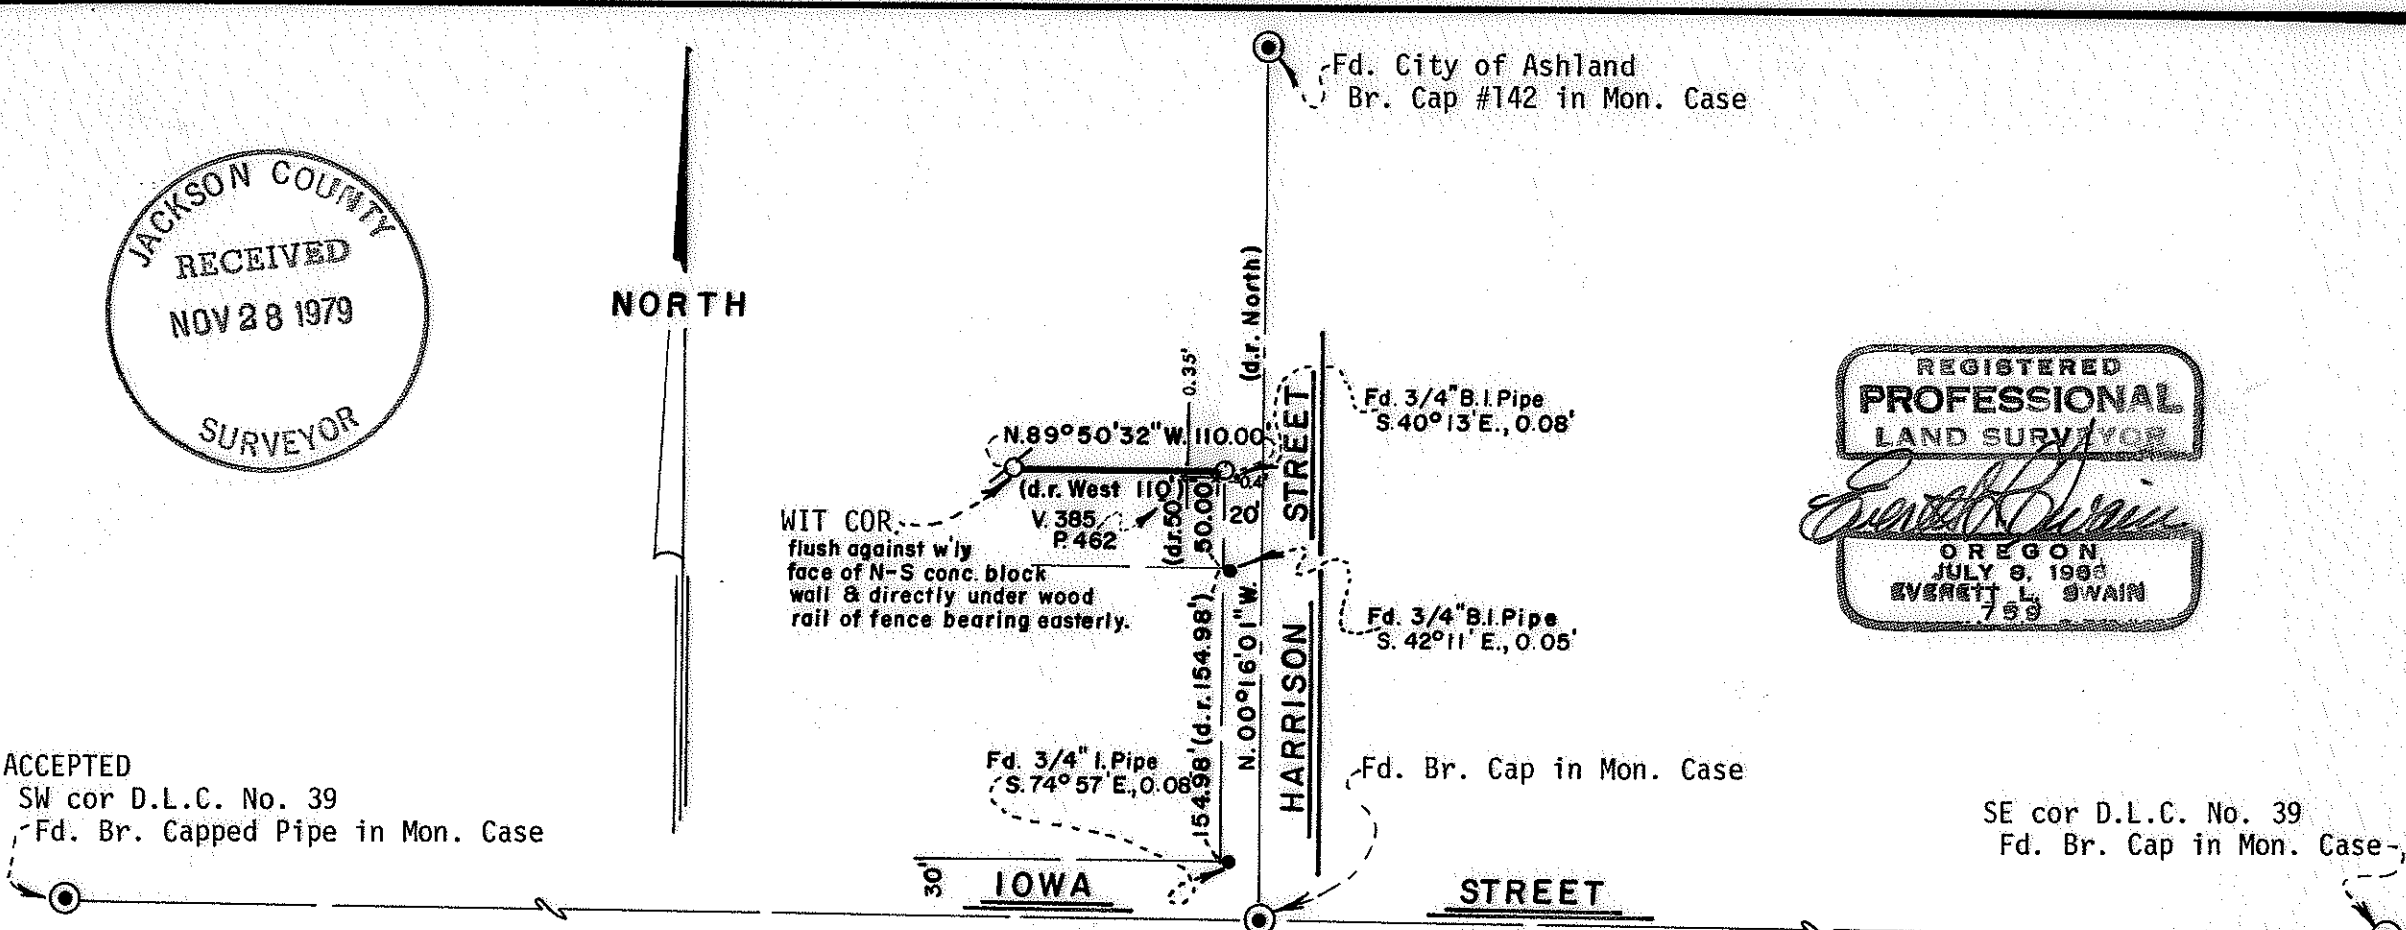 Fd. City of Ashland
Br. Cap #142 in Mon. Case
JACKSON COUNTY
RECEIVED
NOV 28 1979
SURVEYOR
NORTH
(d.r. North)
0.35'
Fd. 3/4" B.I. Pipe
S. 40° 13' E., 0.08'
N. 89° 50' 32" W. 110.00'
(d.r. West 110')
V. 385
P. 462
(d.r. 50')
50.00'
20'
STREET
WIT COR.
flush against w'ly
face of N-S conc. block
wall & directly under wood
rail of fence bearing easterly.
Fd. 3/4" B.I. Pipe
S. 42° 11' E., 0.05'
154.98' (d.r. 154.98')
N. 00° 16' 01" W.
HARRISON
Fd. 3/4" I. Pipe
S. 74° 57' E., 0.08'
Fd. Br. Cap in Mon. Case
REGISTERED
PROFESSIONAL
LAND SURVEYOR
Everett L Swain
OREGON
JULY 8,
EVERETT L. SWAIN
799
ACCEPTED
SW cor D.L.C. No. 39
Fd. Br. Capped Pipe in Mon. Case
SE cor D.L.C. No. 39
Fd. Br. Cap in Mon. Case
30'
IOWA
STREET